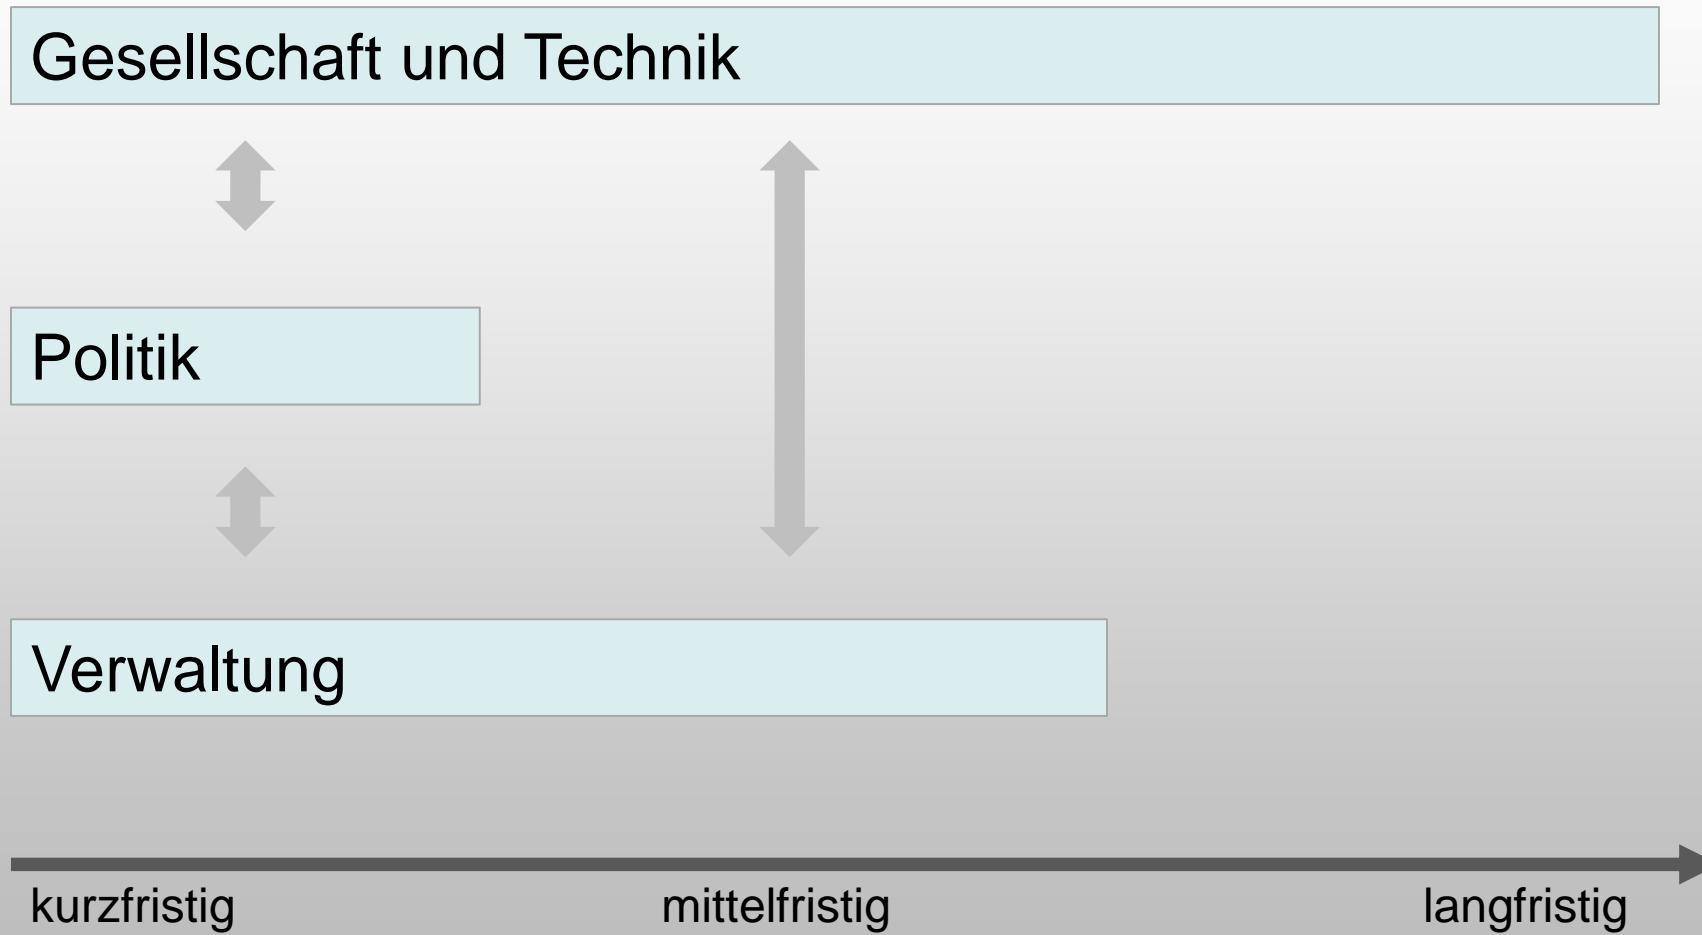 Gesellschaft und Technik
Politik
Verwaltung
kurzfristig mittelfristig langfristig